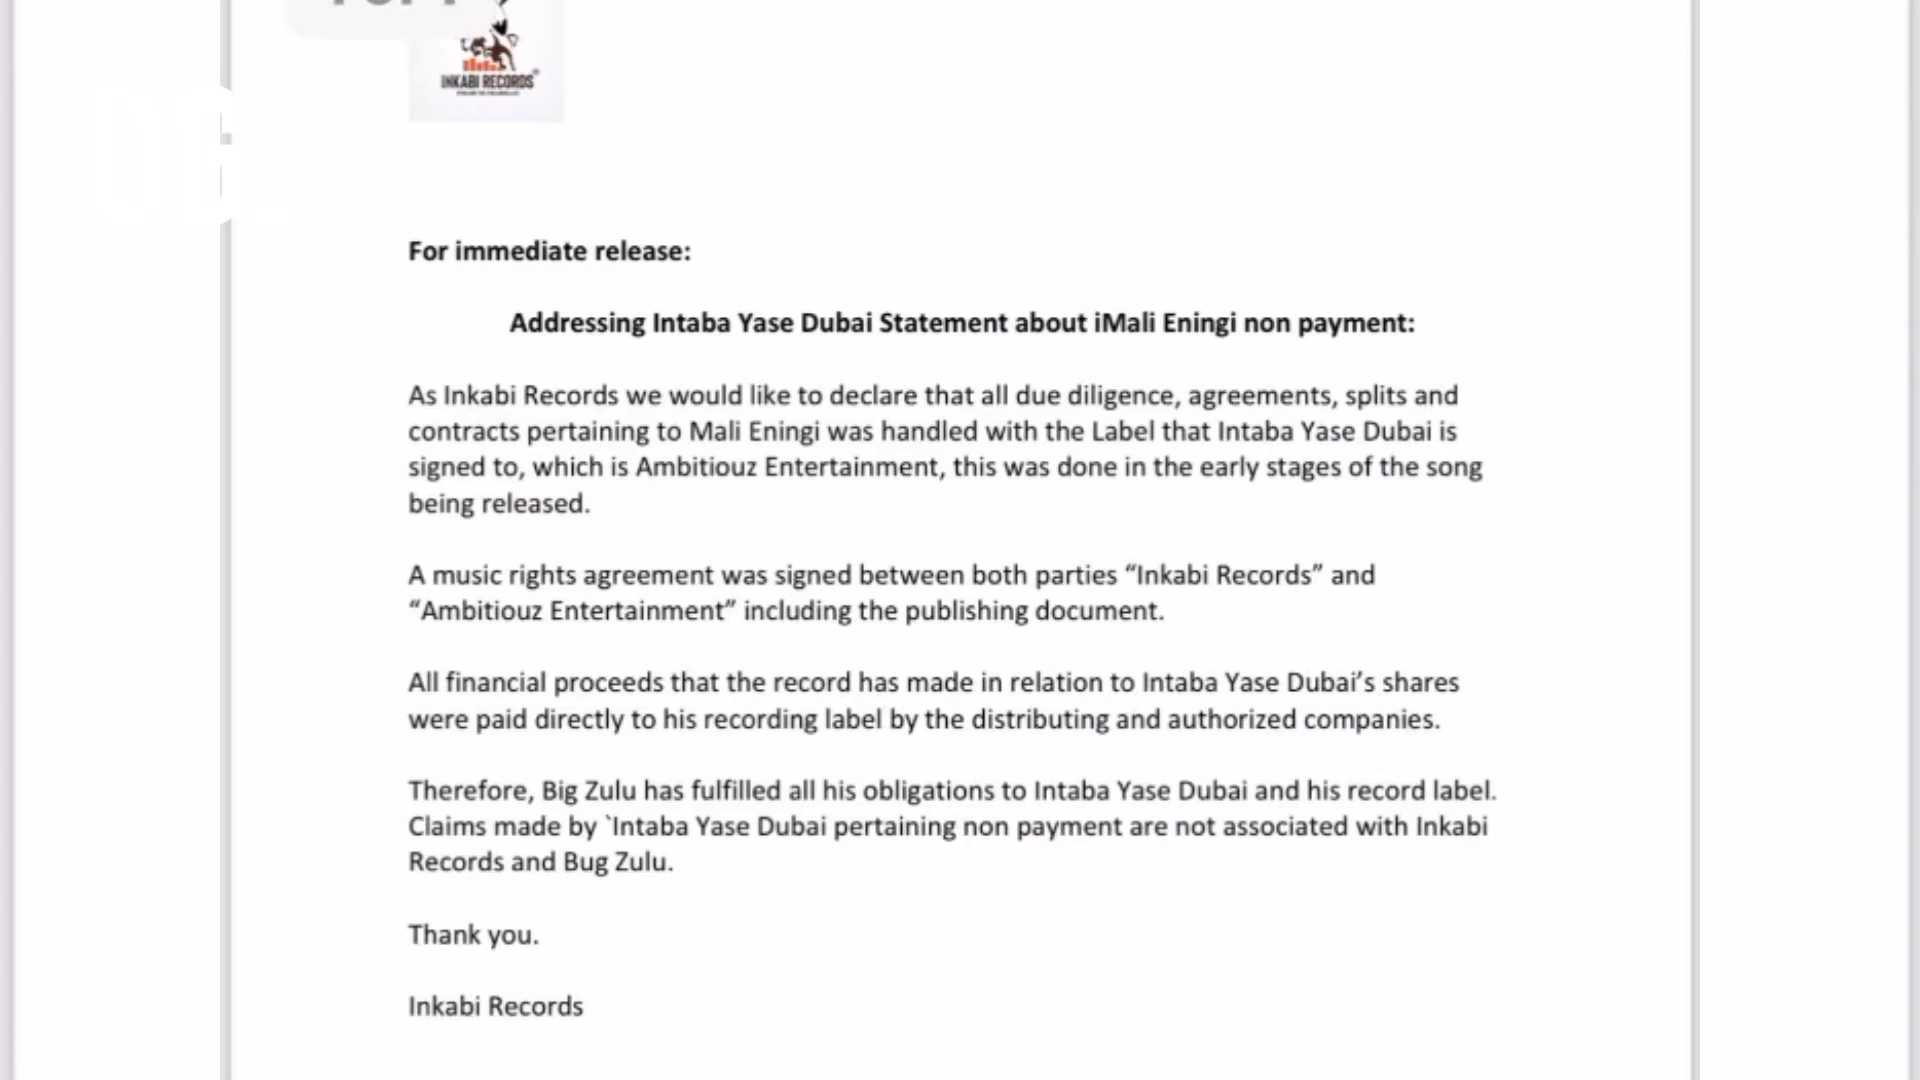 INKABI RECORDS
For immediate release:
Addressing Intaba Yase Dubai Statement about iMali Eningi non payment:
As Inkabi Records we would like to declare that all due diligence, agreements, splits and
contracts pertaining to Mali Eningi was handled with the Label that Intaba Yase Dubai is
signed to, which is Ambitiouz Entertainment, this was done in the early stages of the song
being released.
A music rights agreement was signed between both parties “Inkabi Records” and
“Ambitiouz Entertainment” including the publishing document.
All financial proceeds that the record has made in relation to Intaba Yase Dubai’s shares
were paid directly to his recording label by the distributing and authorized companies.
Therefore, Big Zulu has fulfilled all his obligations to Intaba Yase Dubai and his record label.
Claims made by `Intaba Yase Dubai pertaining non payment are not associated with Inkabi
Records and Bug Zulu.
Thank you.
Inkabi Records